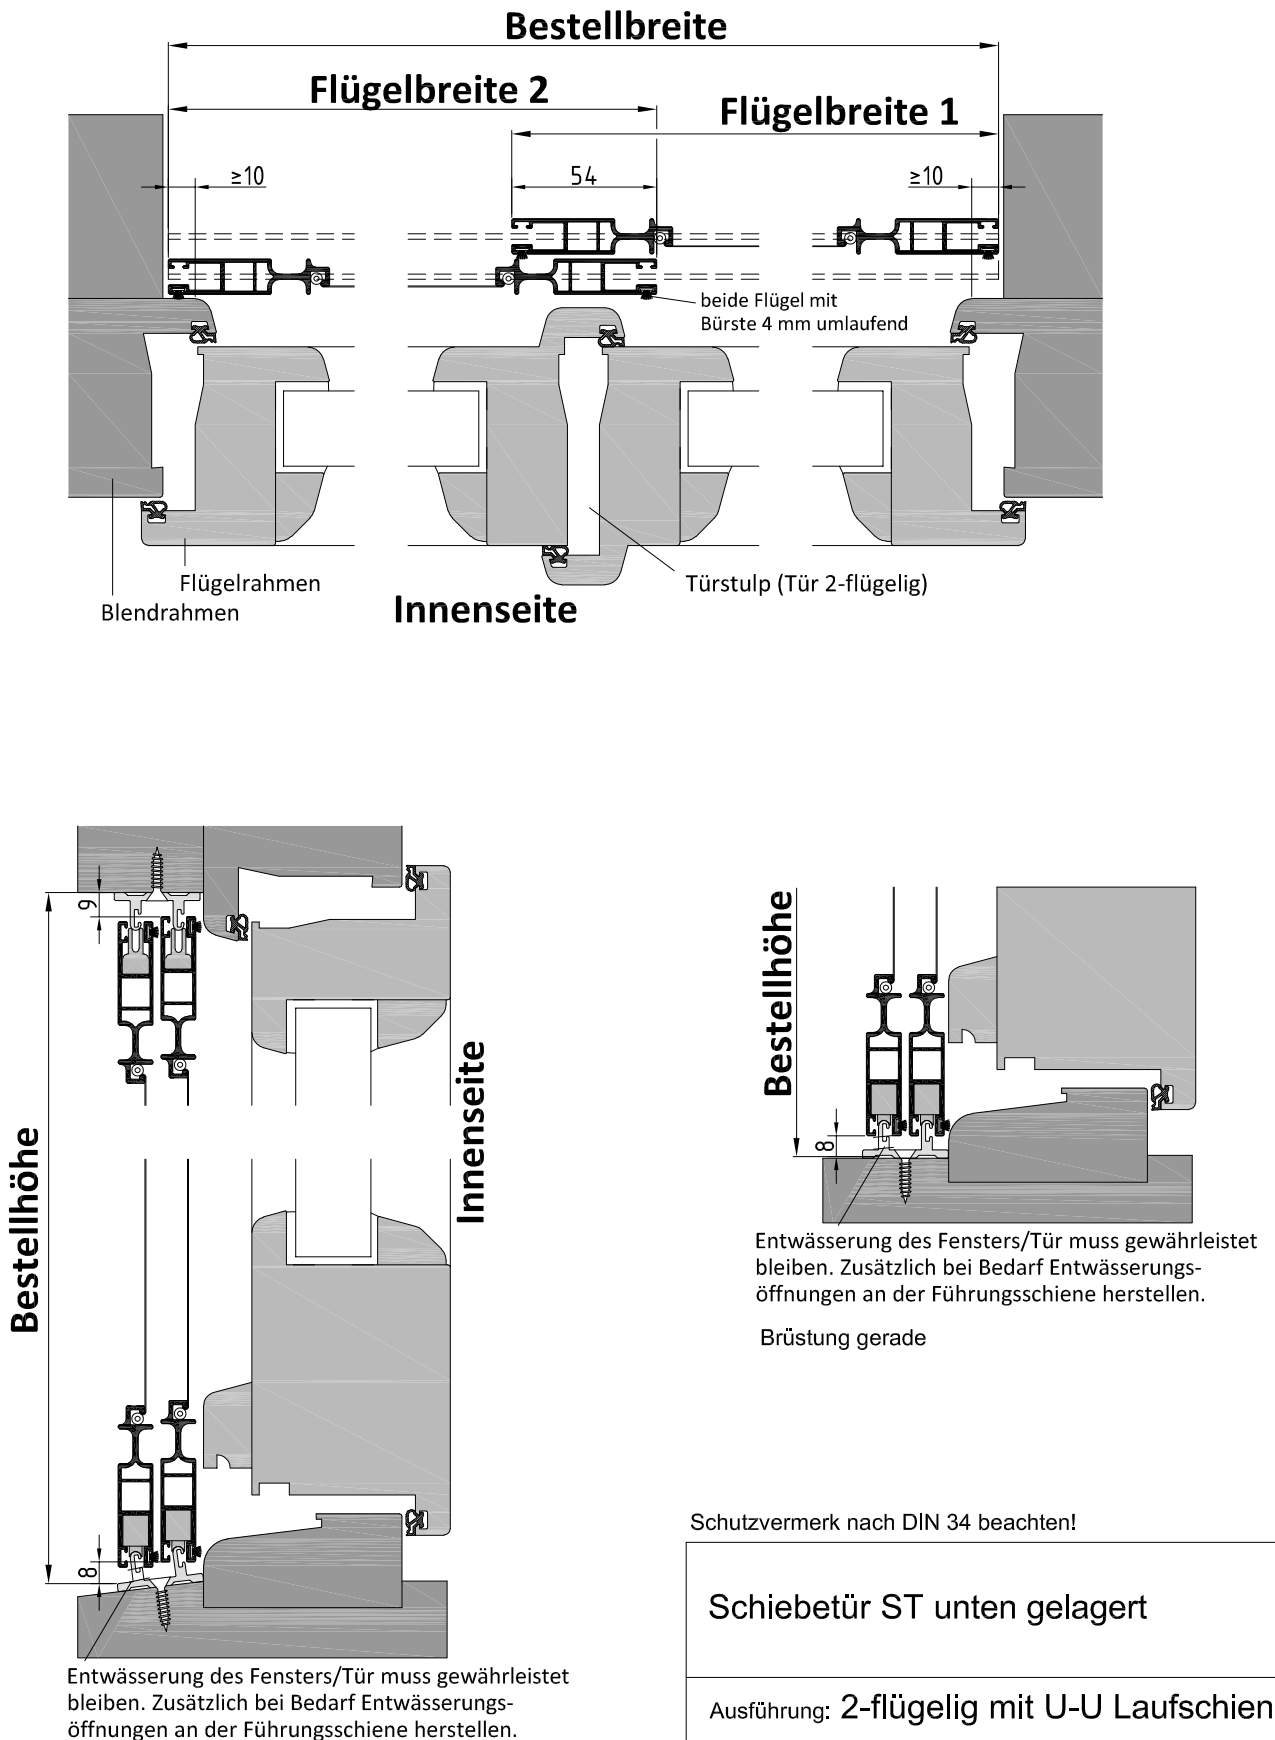 Bestellbreite
Flügelbreite 2
Flügelbreite 1
≥10
54
≥10
beide Flügel mit
Bürste 4 mm umlaufend
Flügelrahmen
Blendrahmen
Innenseite
Türstulp (Tür 2-flügelig)
9
Bestellhöhe
Innenseite
8
Entwässerung des Fensters/Tür muss gewährleistet
bleiben. Zusätzlich bei Bedarf Entwässerungs-
öffnungen an der Führungsschiene herstellen.
Bestellhöhe
8
Entwässerung des Fensters/Tür muss gewährleistet
bleiben. Zusätzlich bei Bedarf Entwässerungs-
öffnungen an der Führungsschiene herstellen.
Brüstung gerade
Schutzvermerk nach DIN 34 beachten!
Schiebetür ST unten gelagert
Ausführung: 2-flügelig mit U-U Laufschien